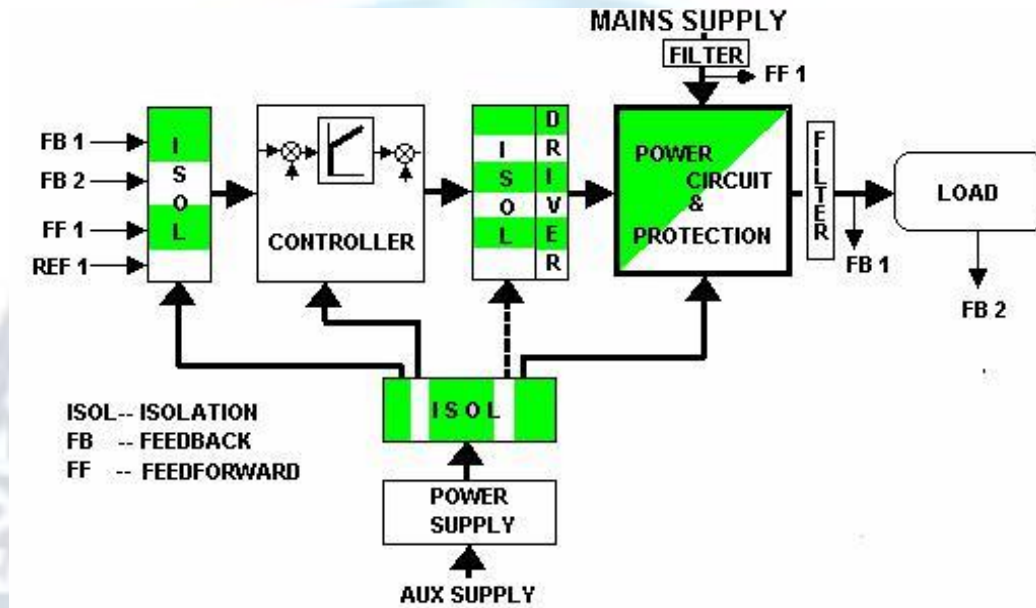 MAINS SUPPLY
FILTER
FF 1
FB 1
FB 2
FF 1
REF 1
ISOL
CONTROLLER
ISOL
DRIVER
POWER
CIRCUIT
&
PROTECTION
FILTER
FB 1
LOAD
FB 2
ISOL
ISOL-- ISOLATION
FB -- FEEDBACK
FF -- FEEDFORWARD
POWER
SUPPLY
AUX SUPPLY